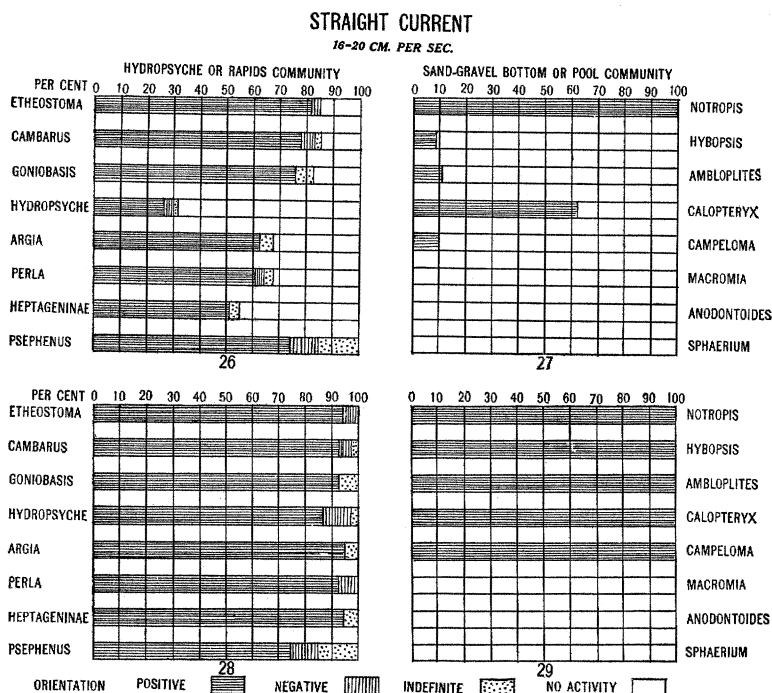 STRAIGHT CURRENT
16-20 CM. PER SEC.
HYDROPSYCHE OR RAPIDS COMMUNITY
SAND-GRAVEL BOTTOM OR POOL COMMUNITY
PER CENT 0 10 20 30 40 50 60 70 80 90 100
0 10 20 30 40 50 60 70 80 90 100
ETHEOSTOMA
NOTROPIS
CAMBARUS
HYBOPSIS
GONIOBASIS
AMBLOPLITES
HYDROPSYCHE
CALOPTERYX
ARGIA
CAMPELOMA
PERLA
MACROMIA
HEPTAGENINAE
ANODONTOIDES
PSEPHENUS
SPHAERIUM
26
27
PER CENT 0 10 20 30 40 50 60 70 80 90 100
0 10 20 30 40 50 60 70 80 90 100
ETHEOSTOMA
NOTROPIS
CAMBARUS
HYBOPSIS
GONIOBASIS
AMBLOPLITES
HYDROPSYCHE
CALOPTERYX
ARGIA
CAMPELOMA
PERLA
MACROMIA
HEPTAGENINAE
ANODONTOIDES
PSEPHENUS
SPHAERIUM
28
29
ORIENTATION POSITIVE NEGATIVE INDEFINITE NO ACTIVITY